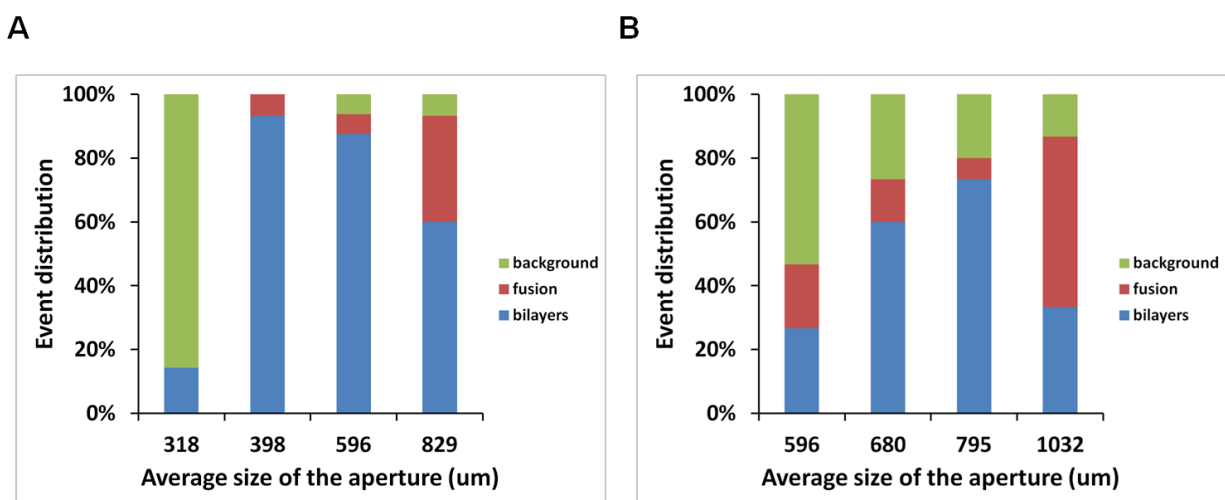 A
100%
80%
60%
40%
20%
0%
Event distribution
318 398 596 829
Average size of the aperture (um)
background
fusion
bilayers
B
100%
80%
60%
40%
20%
0%
Event distribution
596 680 795 1032
Average size of the aperture (um)
background
fusion
bilayers